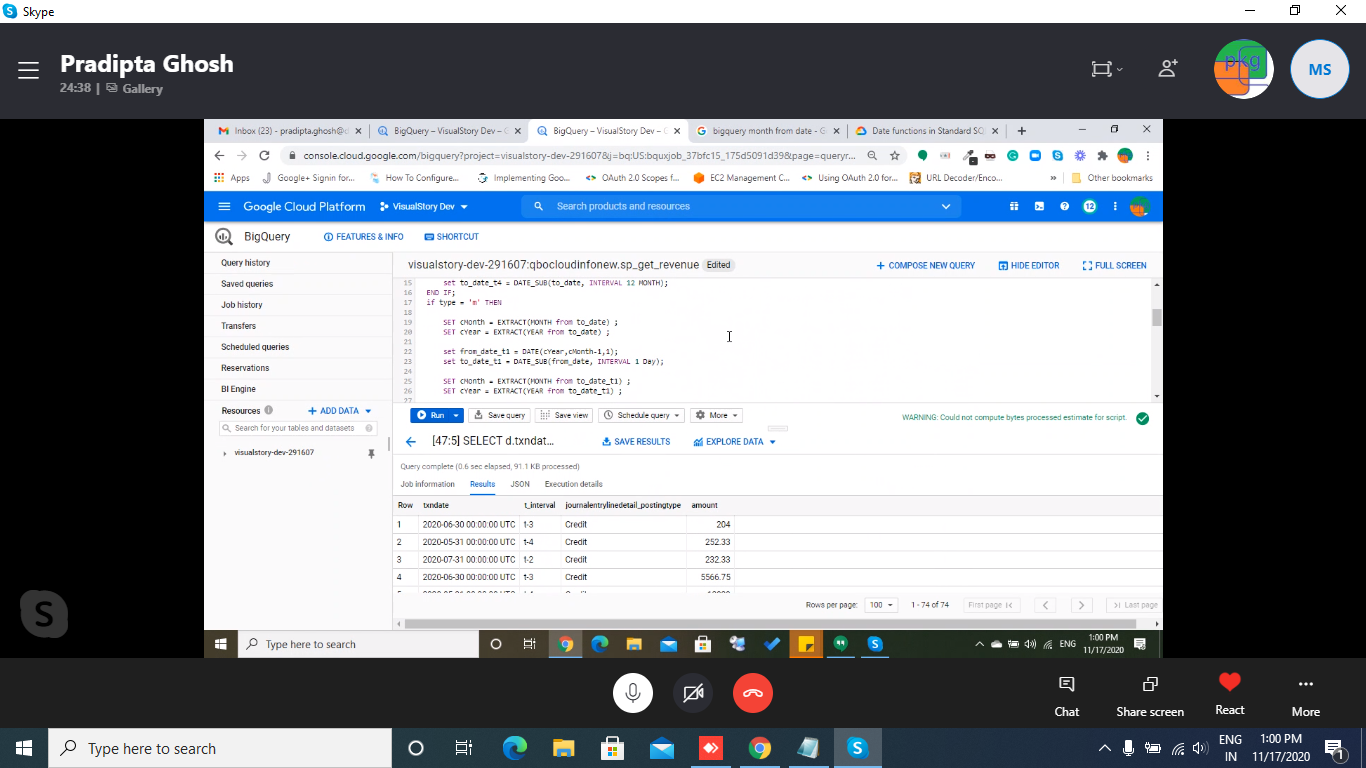 Skype
Pradipta Ghosh
24:38 | Gallery
pkg
MS
Inbox (23) - pradipta.ghosh@d
BigQuery – VisualStory Dev – G
BigQuery – VisualStory Dev – G
bigquery month from date - G
Date functions in Standard SQ
console.cloud.google.com/bigquery?project=visualstory-dev-291607&j=bq:US:bquxjob_37bfc15_175d5091d39&page=queryr...
Apps
Google+ Signin for...
How To Configure...
Implementing Goo...
OAuth 2.0 Scopes f...
EC2 Management C...
Using OAuth 2.0 for...
URL Decoder/Enco...
»
Other bookmarks
Google Cloud Platform
VisualStory Dev
Search products and resources
12
BigQuery
FEATURES & INFO
SHORTCUT
Query history
Saved queries
Job history
Transfers
Scheduled queries
Reservations
BI Engine
Resources
+ ADD DATA
Search for your tables and datasets
visualstory-dev-291607
visualstory-dev-291607:qbocloudinfonew.sp_get_revenue Edited
+ COMPOSE NEW QUERY
HIDE EDITOR
FULL SCREEN
15 set to_date_t4 = DATE_SUB(to_date, INTERVAL 12 MONTH);
16 END IF;
17 if type = 'm' THEN
18
19 SET cMonth = EXTRACT(MONTH from to_date) ;
20 SET cYear = EXTRACT(YEAR from to_date) ;
21
22 set from_date_t1 = DATE(cYear,cMonth-1,1);
23 set to_date_t1 = DATE_SUB(from_date, INTERVAL 1 Day);
24
25 SET cMonth = EXTRACT(MONTH from to_date_t1) ;
26 SET cYear = EXTRACT(YEAR from to_date_t1) ;
27
Run
Save query
Save view
Schedule query
More
WARNING: Could not compute bytes processed estimate for script.
[47:5] SELECT d.txndat...
SAVE RESULTS
EXPLORE DATA
Query complete (0.6 sec elapsed, 91.1 KB processed)
Job information Results JSON Execution details
Row txndate t_interval journalentrylinedetail_postingtype amount
1 2020-06-30 00:00:00 UTC t-3 Credit 204
2 2020-05-31 00:00:00 UTC t-4 Credit 252.33
3 2020-07-31 00:00:00 UTC t-2 Credit 232.33
4 2020-06-30 00:00:00 UTC t-3 Credit 5566.75
Rows per page: 100 1 - 74 of 74 First page Last page
Type here to search
ENG
1:00 PM
11/17/2020
S
Chat
Share screen
React
More
Type here to search
ENG
IN
1:00 PM
11/17/2020
1